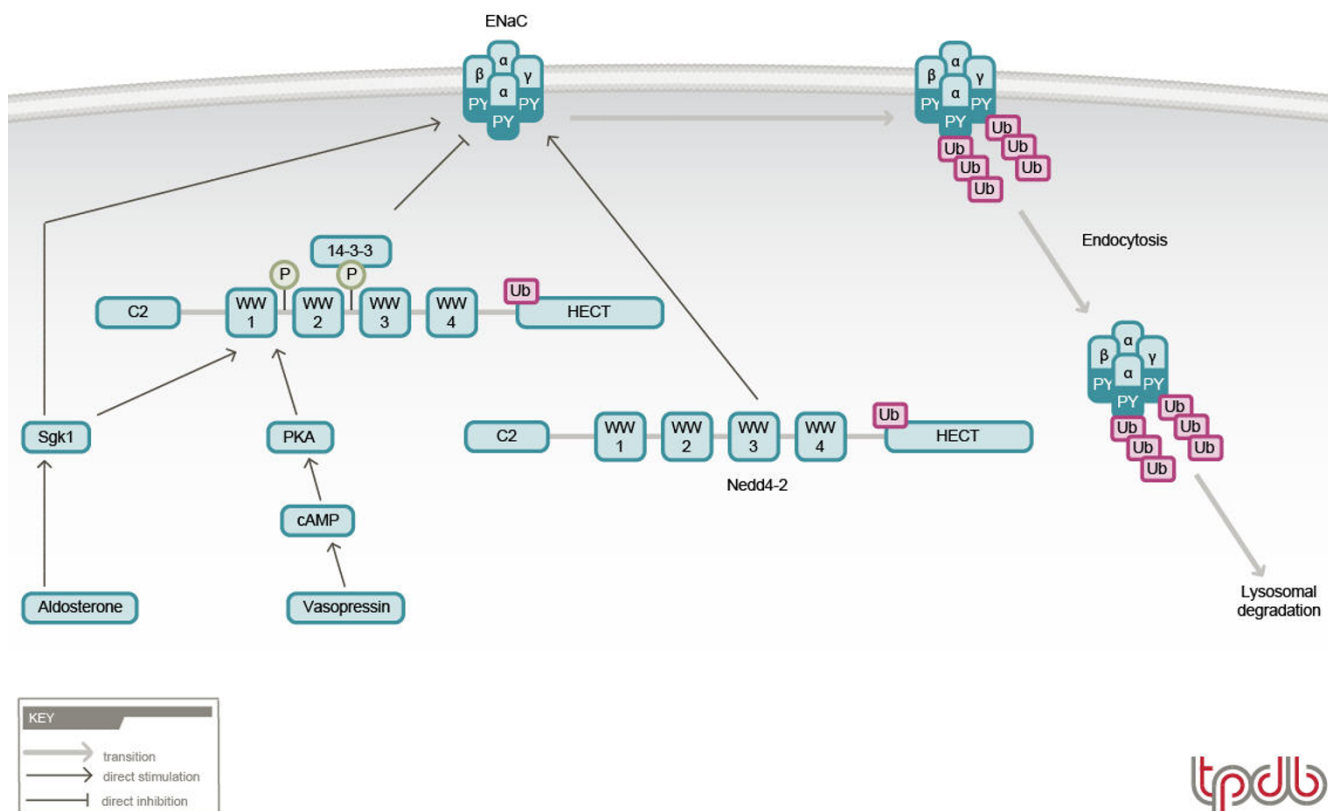 ENaC
α
β
γ
α
PY
PY
PY
α
β
γ
α
PY
PY
PY
Ub
Ub
Ub
Ub
Ub
Ub
Endocytosis
14-3-3
P
P
C2
WW
1
WW
2
WW
3
WW
4
Ub
HECT
α
β
γ
α
PY
PY
PY
Ub
Ub
Ub
Ub
Ub
Ub
Sgk1
PKA
C2
WW
1
WW
2
WW
3
WW
4
Ub
HECT
Nedd4-2
cAMP
Aldosterone
Vasopressin
Lysosomal
degradation
KEY
transition
direct stimulation
direct inhibition
tpdb